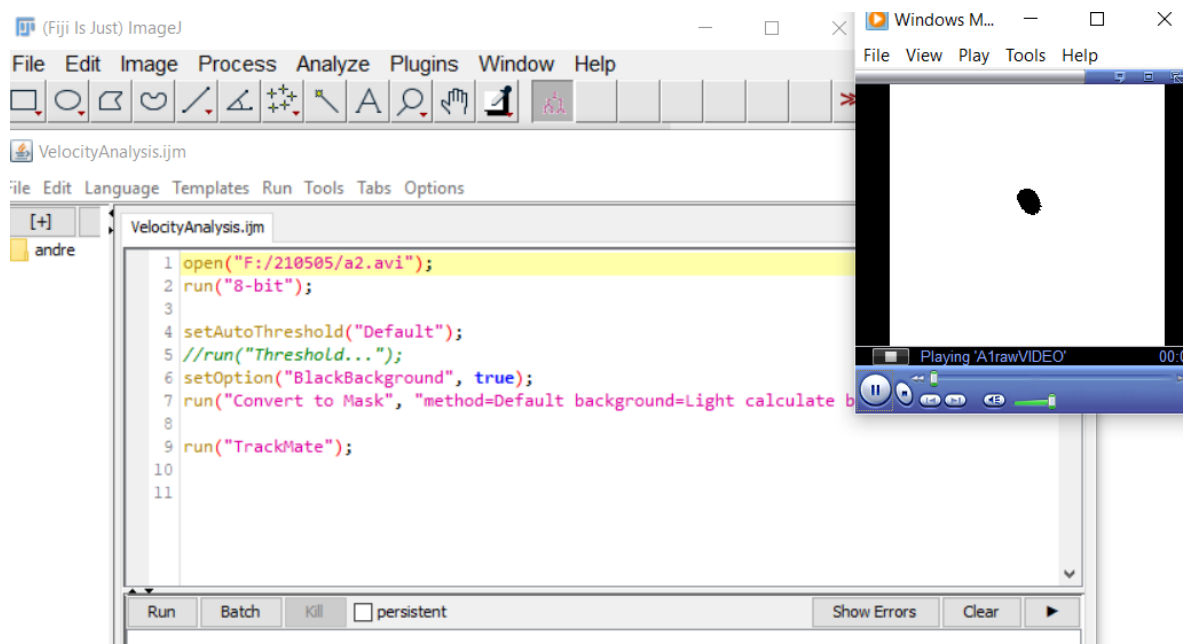 (Fiji Is Just) ImageJ
File Edit Image Process Analyze Plugins Window Help
Windows M...
File View Play Tools Help
VelocityAnalysis.ijm
File Edit Language Templates Run Tools Tabs Options
[+]
andre
VelocityAnalysis.ijm
1 open("F:/210505/a2.avi");
2 run("8-bit");
3
4 setAutoThreshold("Default");
5 //run("Threshold...");
6 setOption("BlackBackground", true);
7 run("Convert to Mask", "method=Default background=Light calculate b
8
9 run("TrackMate");
10
11
Playing 'A1rawVIDEO' 00:0
Run Batch Kill persistent Show Errors Clear